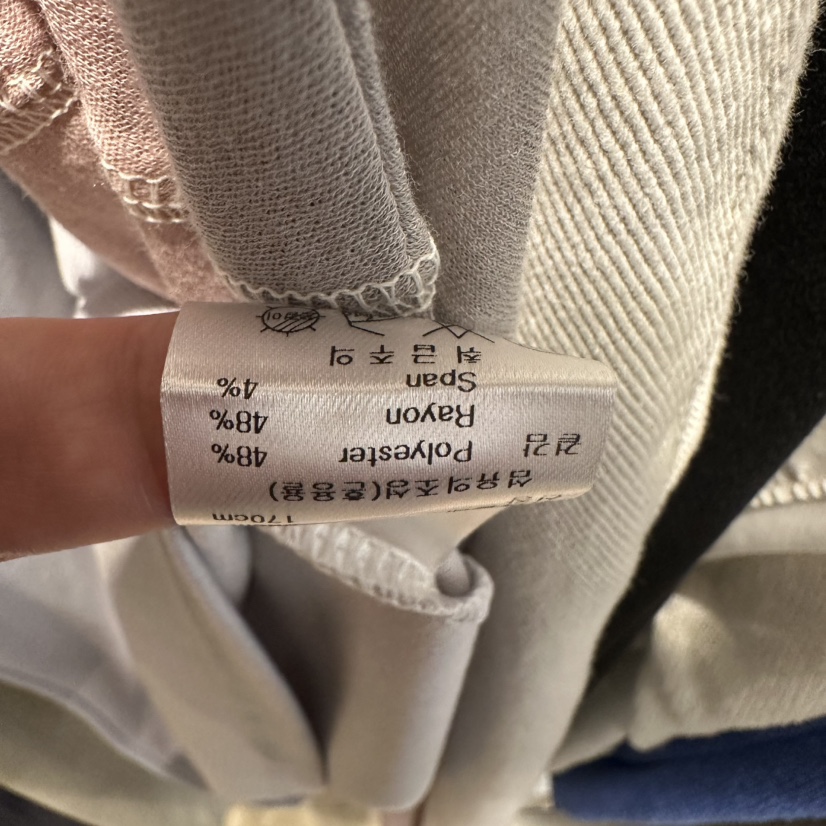 170cm
섬유의조성(혼용율)
겉감 Polyester 48%
Rayon 48%
Span 4%
취급주의